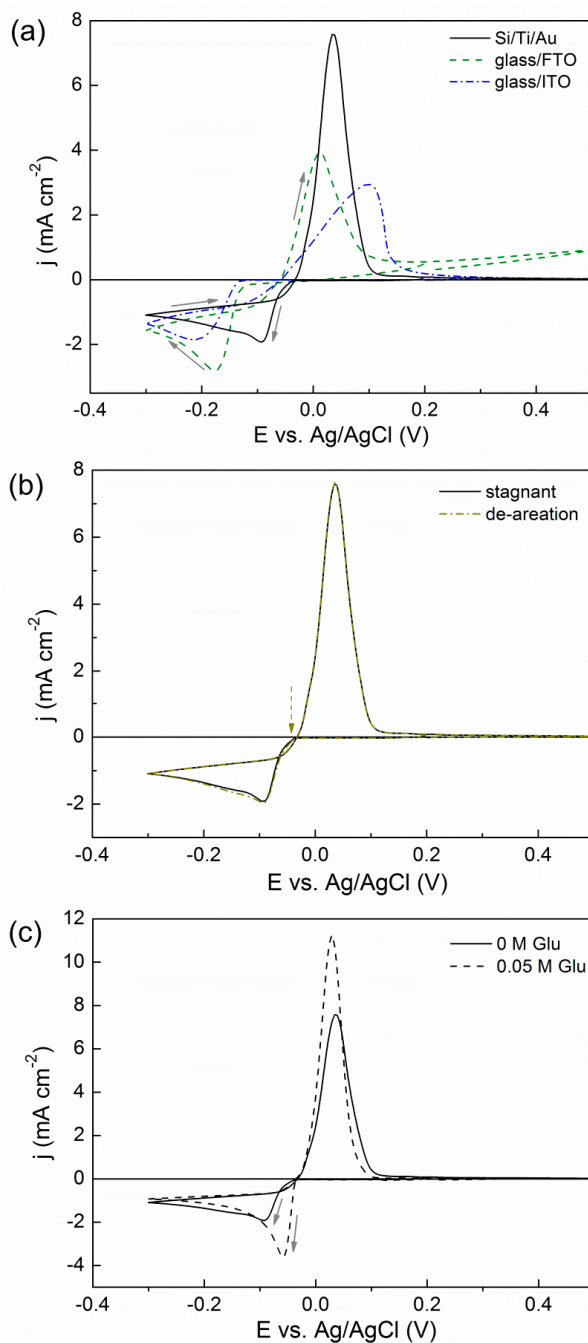 (a)
Si/Ti/Au
glass/FTO
glass/ITO
j (mA cm-2)
8
6
4
2
0
-2
-0.4 -0.2 0.0 0.2 0.4
E vs. Ag/AgCl (V)
(b)
stagnant
de-areation
j (mA cm-2)
8
6
4
2
0
-2
-0.4 -0.2 0.0 0.2 0.4
E vs. Ag/AgCl (V)
(c)
0 M Glu
0.05 M Glu
j (mA cm-2)
12
10
8
6
4
2
0
-2
-4
-0.4 -0.2 0.0 0.2 0.4
E vs. Ag/AgCl (V)